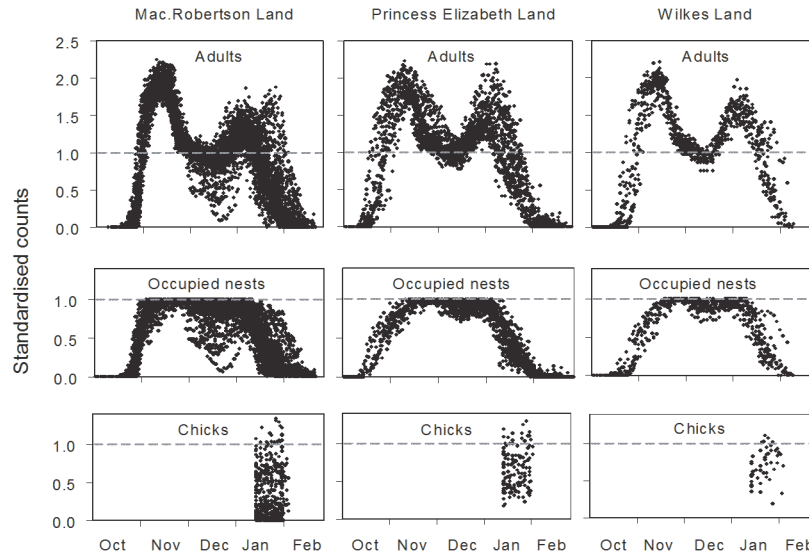 Mac.Robertson Land Princess Elizabeth Land Wilkes Land
Standardised counts
2.5 Adults Adults Adults
2.0
1.5
1.0
0.5
0.0
Occupied nests Occupied nests Occupied nests
1.0
0.5
0.0
Chicks Chicks Chicks
1.0
0.5
0.0
Oct Nov Dec Jan Feb Oct Nov Dec Jan Feb Oct Nov Dec Jan Feb